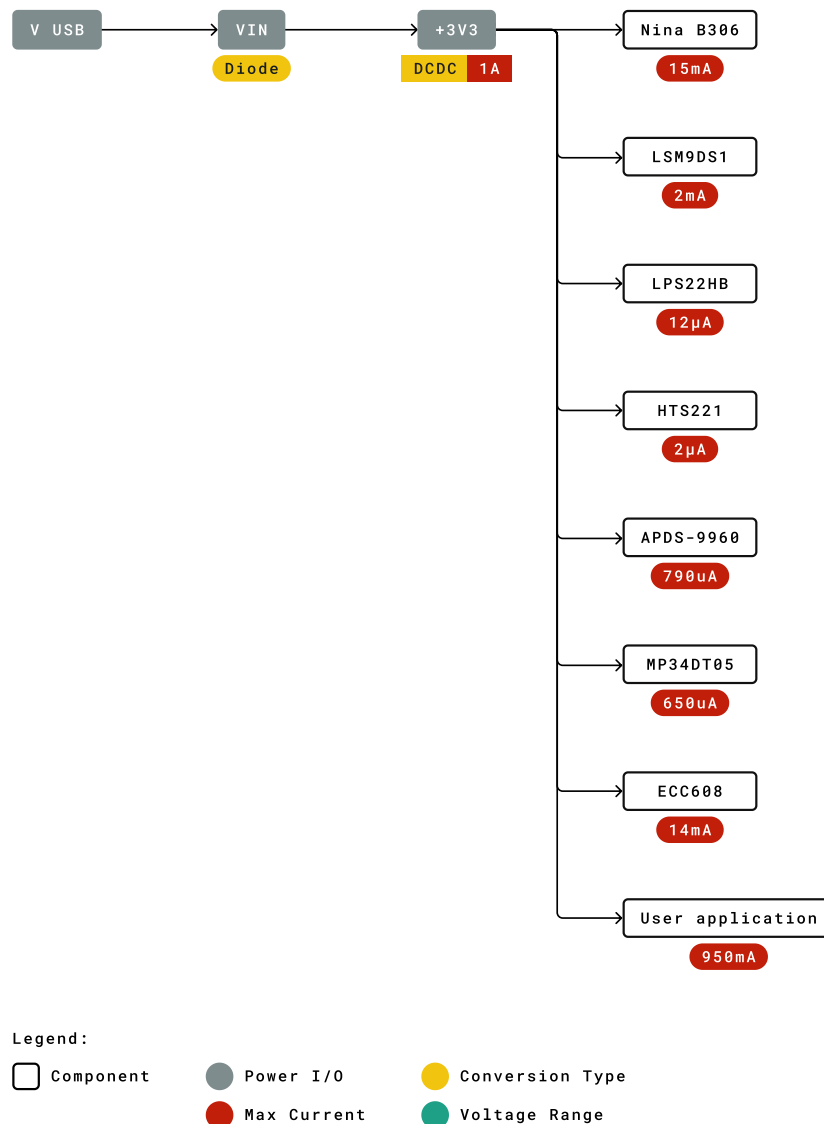 V USB
VIN
+3V3
Nina B306
Diode
DCDC
1A
15mA
LSM9DS1
2mA
LPS22HB
12µA
HTS221
2µA
APDS-9960
790uA
MP34DT05
650uA
ECC608
14mA
User application
950mA
Legend:
Component
Power I/O
Conversion Type
Max Current
Voltage Range